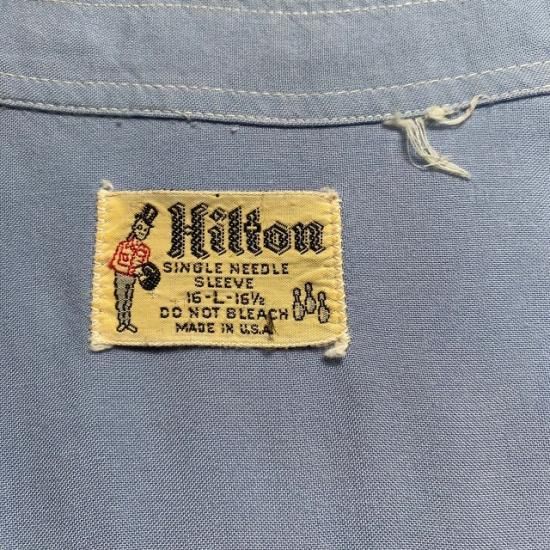 Hilton
SINGLE NEEDLE
SLEEVE
16-L-16½
DO NOT BLEACH
MADE IN U.S.A.